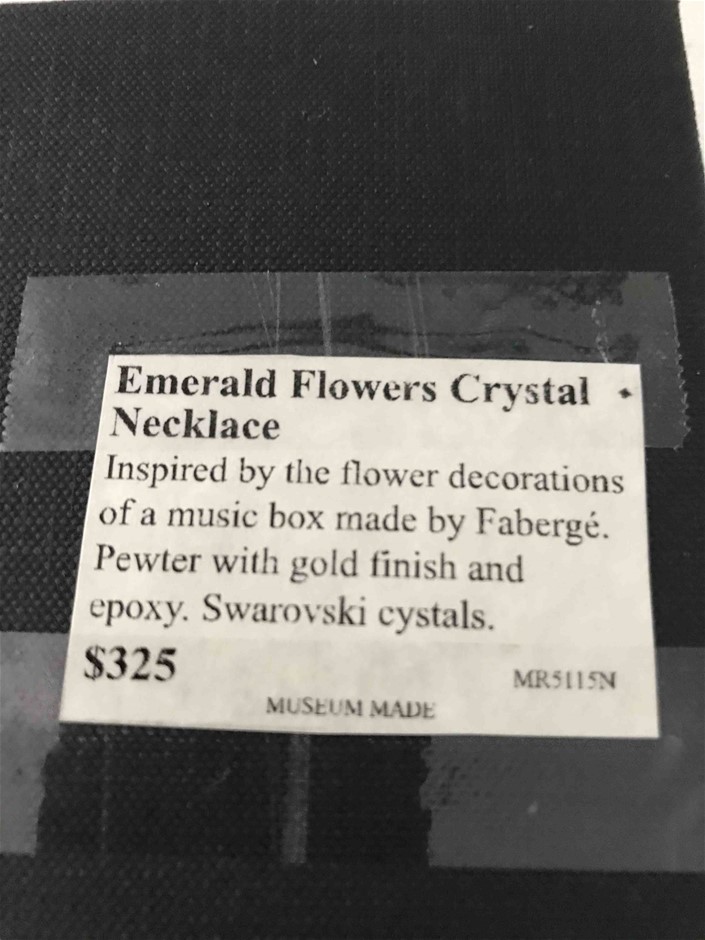 Emerald Flowers Crystal
Necklace
Inspired by the flower decorations
of a music box made by Fabergé.
Pewter with gold finish and
epoxy. Swarovski cystals.
$325
MR5115N
MUSEUM MADE